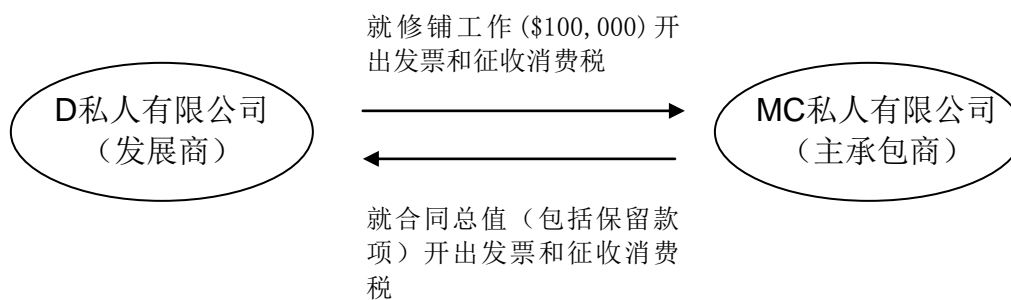 就修铺工作($100,000)开
出发票和征收消费税
D私人有限公司
（发展商）
MC私人有限公司
（主承包商）
就合同总值（包括保留款
项）开出发票和征收消费
税